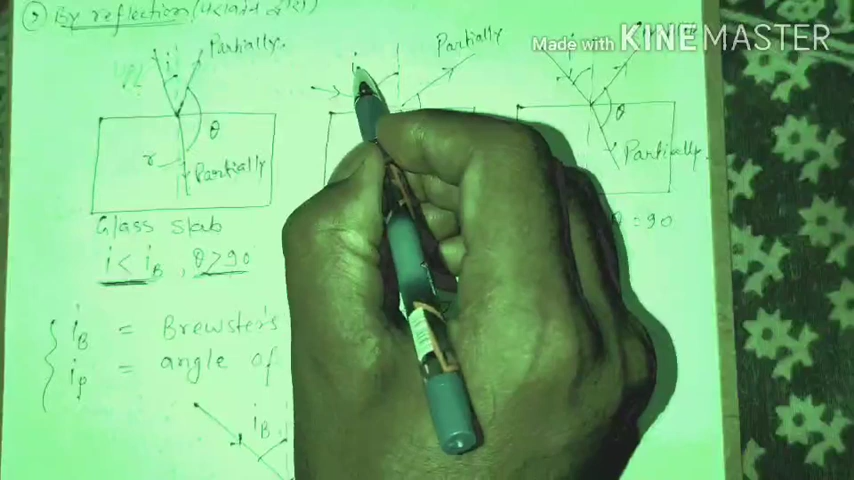 ② By reflection
Partially.
Partially
Made with KINEMASTER
i
θ
r
Partially
θ
Partially.
Glass slab
i < iB , θ > 90
θ = 90
iB = Brewster's
iP = angle of
iB